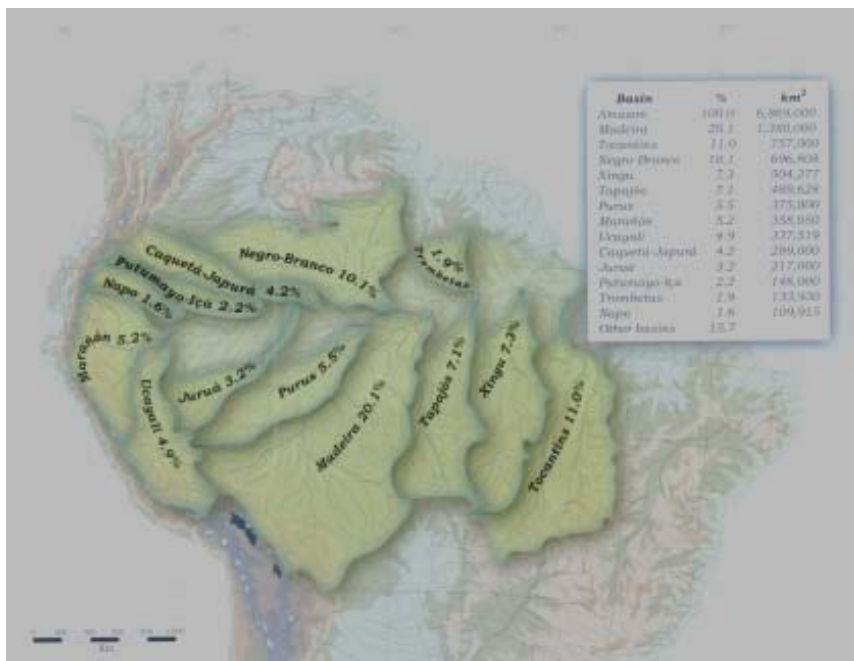 Basin % km²
Amazon 100.0 6,869,000
Madeira 20.1 1,380,000
Tocantins 11.0 757,000
Negro-Branco 10.1 696,808
Xingu 7.3 504,277
Tapajós 7.1 489,628
Purus 5.5 375,000
Marañón 5.2 358,050
Ucayali 4.9 337,519
Caquetá-Japurá 4.2 289,000
Juruá 3.2 217,000
Putumayo-Içá 2.2 148,000
Trombetas 1.9 133,930
Napo 1.6 109,915
Other basins 15.7
Negro-Branco 10.1%
1.9%
Trombetas
Caquetá-Japurá 4.2%
Putumayo-Içá 2.2%
Napo 1.6%
Marañón 5.2%
Ucayali 4.9%
Juruá 3.2%
Purus 5.5%
Madeira 20.1%
Tapajós 7.1%
Xingu 7.3%
Tocantins 11.0%
Km